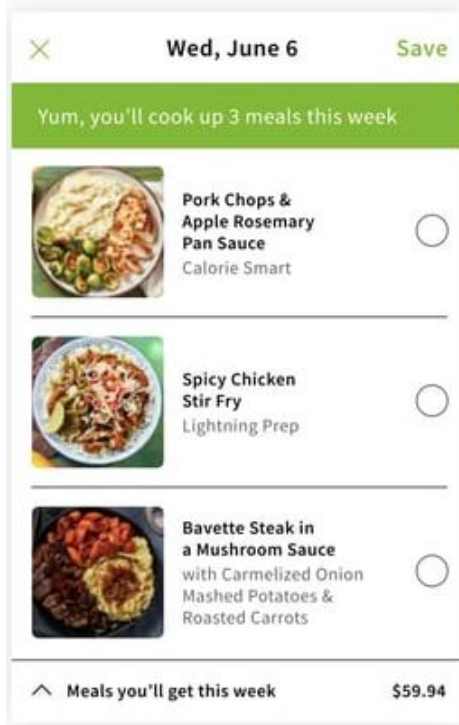 Wed, June 6
Save
Yum, you'll cook up 3 meals this week
Pork Chops &
Apple Rosemary
Pan Sauce
Calorie Smart
Spicy Chicken
Stir Fry
Lightning Prep
Bavette Steak in
a Mushroom Sauce
with Carmelized Onion
Mashed Potatoes &
Roasted Carrots
Meals you'll get this week
$59.94